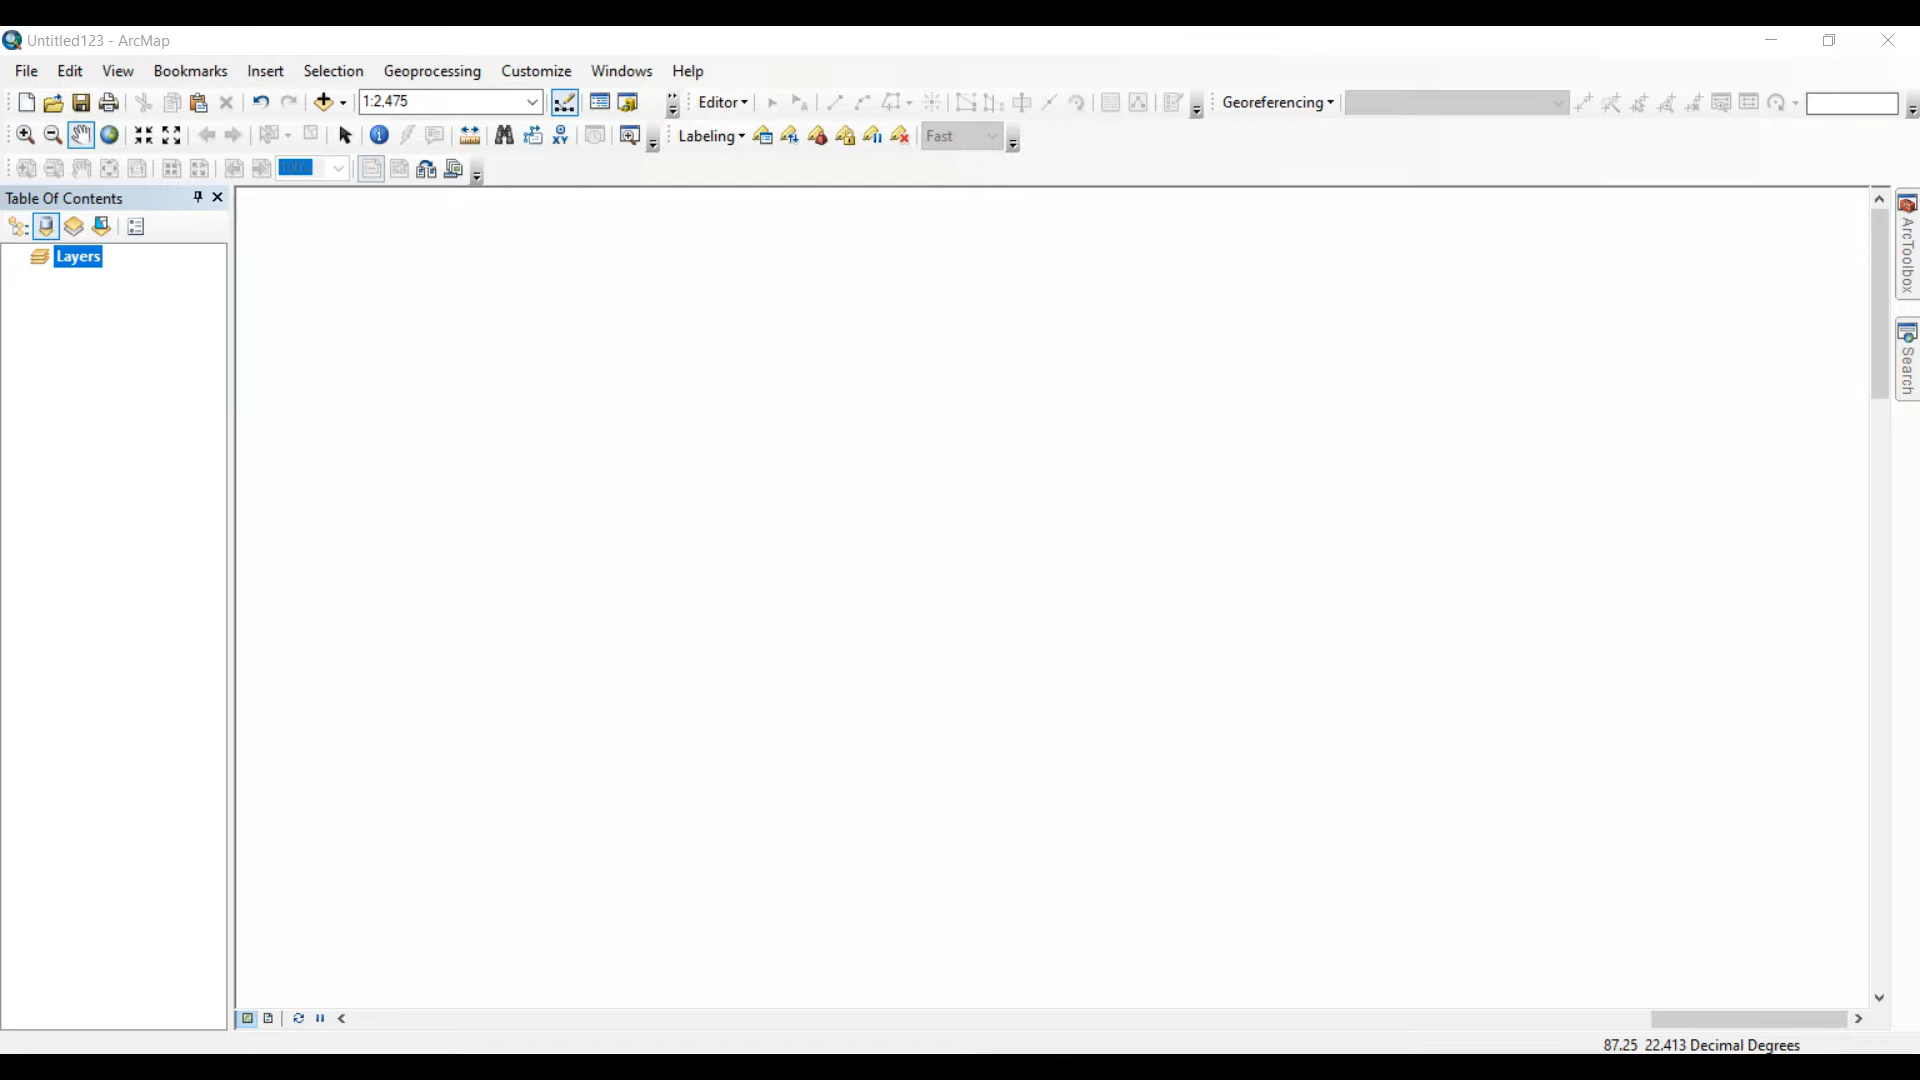 Untitled123 - ArcMap
File Edit View Bookmarks Insert Selection Geoprocessing Customize Windows Help
1:2,475 Editor Georeferencing
Labeling Fast
100%
Table Of Contents
Layers
ArcToolbox
Search
87.25 22.413 Decimal Degrees